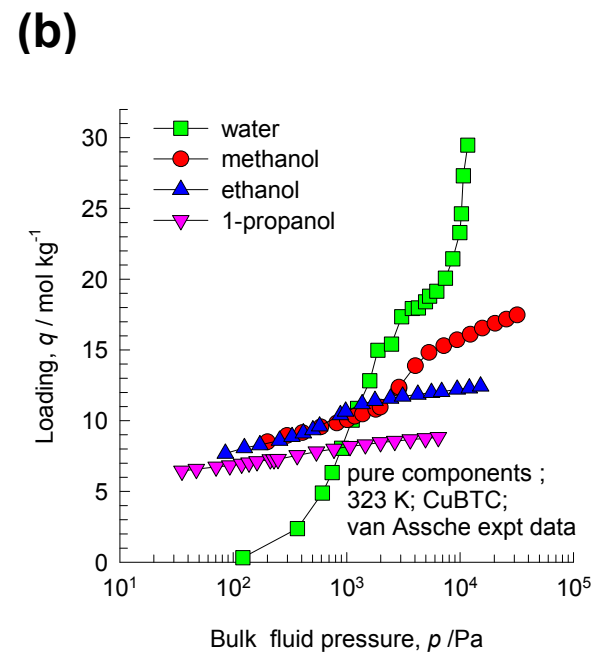 (b)
30
25
20
15
10
5
0
Loading, q / mol kg-1
water
methanol
ethanol
1-propanol
pure components ;
323 K; CuBTC;
van Assche expt data
101 102 103 104 105
Bulk fluid pressure, p /Pa